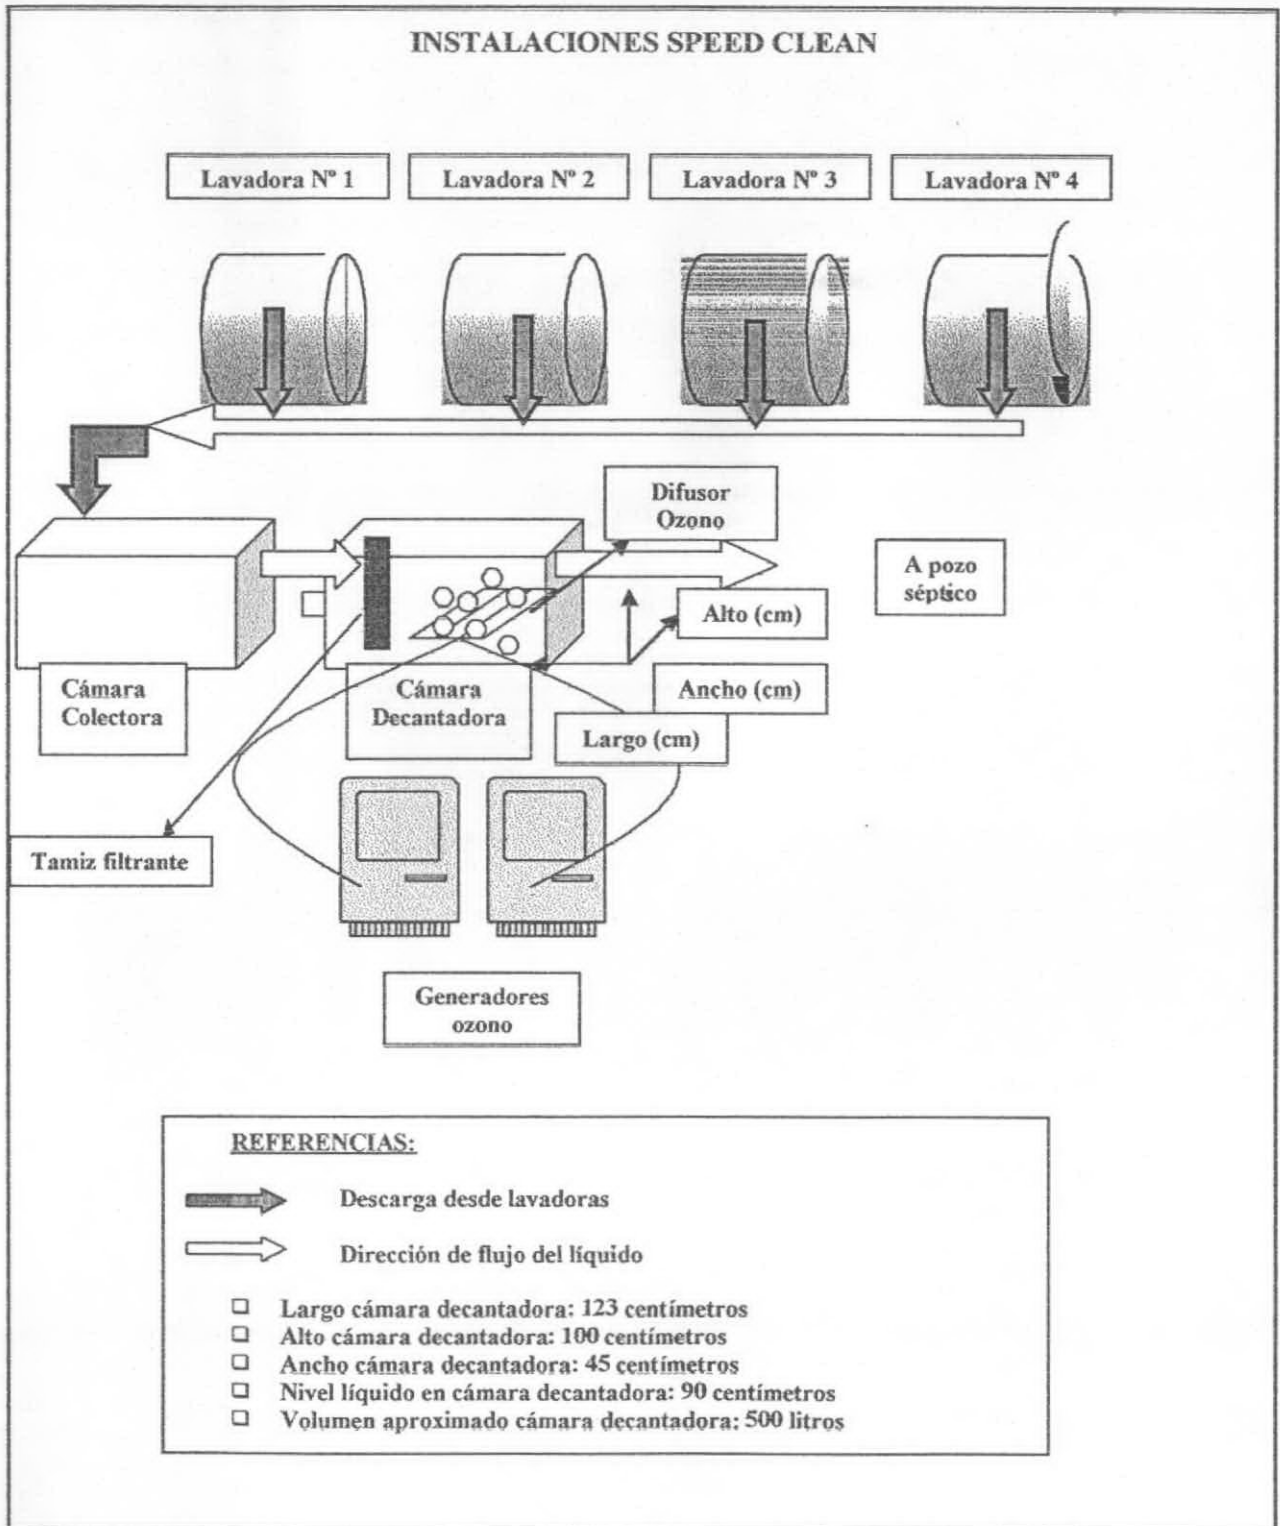 INSTALACIONES SPEED CLEAN
Lavadora Nº 1
Lavadora Nº 2
Lavadora Nº 3
Lavadora Nº 4
Difusor
Ozono
A pozo
séptico
Alto (cm)
Cámara
Colectora
Cámara
Decantadora
Ancho (cm)
Largo (cm)
Tamiz filtrante
Generadores
ozono
REFERENCIAS:
Descarga desde lavadoras
Dirección de flujo del líquido
Largo cámara decantadora: 123 centímetros
Alto cámara decantadora: 100 centímetros
Ancho cámara decantadora: 45 centímetros
Nivel líquido en cámara decantadora: 90 centímetros
Volumen aproximado cámara decantadora: 500 litros